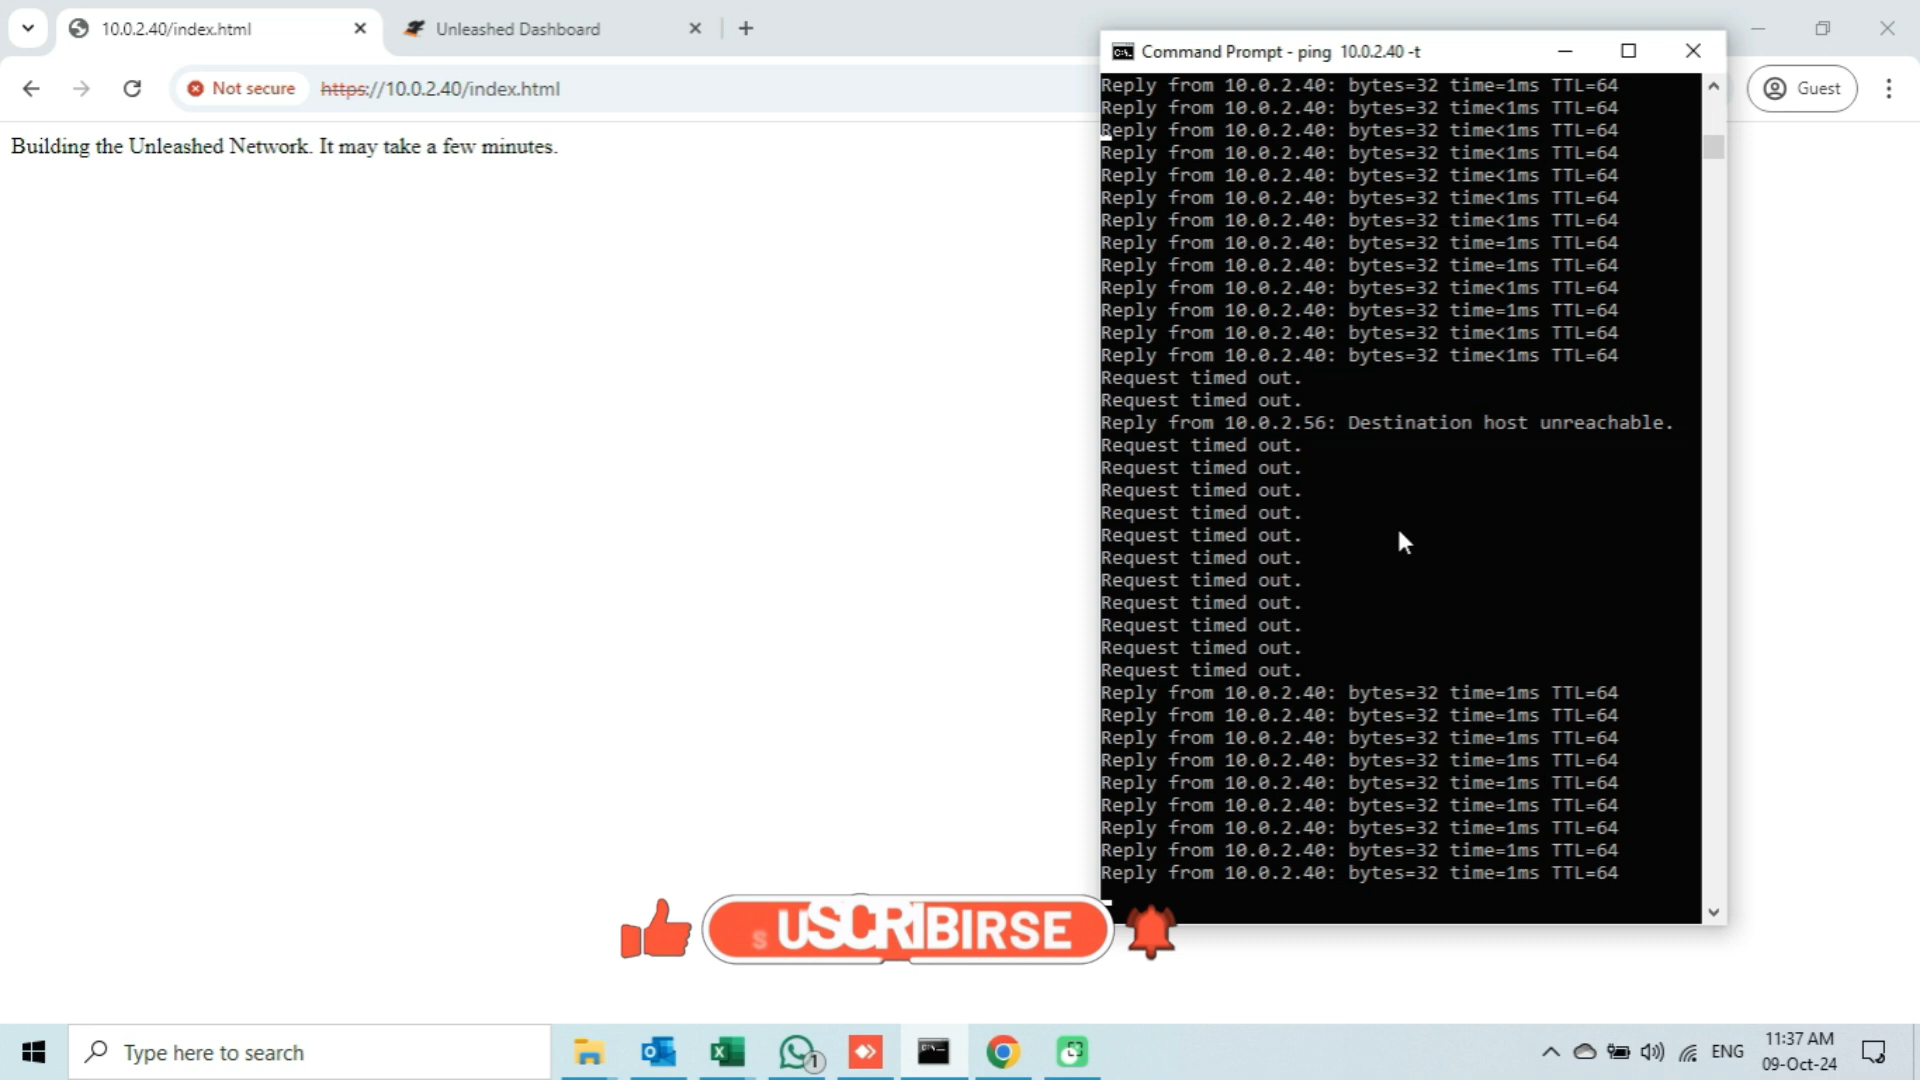 10.0.2.40/index.html
Unleashed Dashboard
Not secure
https://10.0.2.40/index.html
Guest
Building the Unleashed Network. It may take a few minutes.
Command Prompt - ping 10.0.2.40 -t
Reply from 10.0.2.40: bytes=32 time=1ms TTL=64
Reply from 10.0.2.40: bytes=32 time<1ms TTL=64
Reply from 10.0.2.40: bytes=32 time<1ms TTL=64
Reply from 10.0.2.40: bytes=32 time<1ms TTL=64
Reply from 10.0.2.40: bytes=32 time<1ms TTL=64
Reply from 10.0.2.40: bytes=32 time<1ms TTL=64
Reply from 10.0.2.40: bytes=32 time<1ms TTL=64
Reply from 10.0.2.40: bytes=32 time=1ms TTL=64
Reply from 10.0.2.40: bytes=32 time=1ms TTL=64
Reply from 10.0.2.40: bytes=32 time<1ms TTL=64
Reply from 10.0.2.40: bytes=32 time=1ms TTL=64
Reply from 10.0.2.40: bytes=32 time<1ms TTL=64
Reply from 10.0.2.40: bytes=32 time<1ms TTL=64
Request timed out.
Request timed out.
Reply from 10.0.2.56: Destination host unreachable.
Request timed out.
Request timed out.
Request timed out.
Request timed out.
Request timed out.
Request timed out.
Request timed out.
Request timed out.
Request timed out.
Request timed out.
Request timed out.
Reply from 10.0.2.40: bytes=32 time=1ms TTL=64
Reply from 10.0.2.40: bytes=32 time=1ms TTL=64
Reply from 10.0.2.40: bytes=32 time=1ms TTL=64
Reply from 10.0.2.40: bytes=32 time=1ms TTL=64
Reply from 10.0.2.40: bytes=32 time=1ms TTL=64
Reply from 10.0.2.40: bytes=32 time=1ms TTL=64
Reply from 10.0.2.40: bytes=32 time=1ms TTL=64
Reply from 10.0.2.40: bytes=32 time=1ms TTL=64
Reply from 10.0.2.40: bytes=32 time=1ms TTL=64
SUSCRIBIRSE
Type here to search
1
ENG
11:37 AM
09-Oct-24